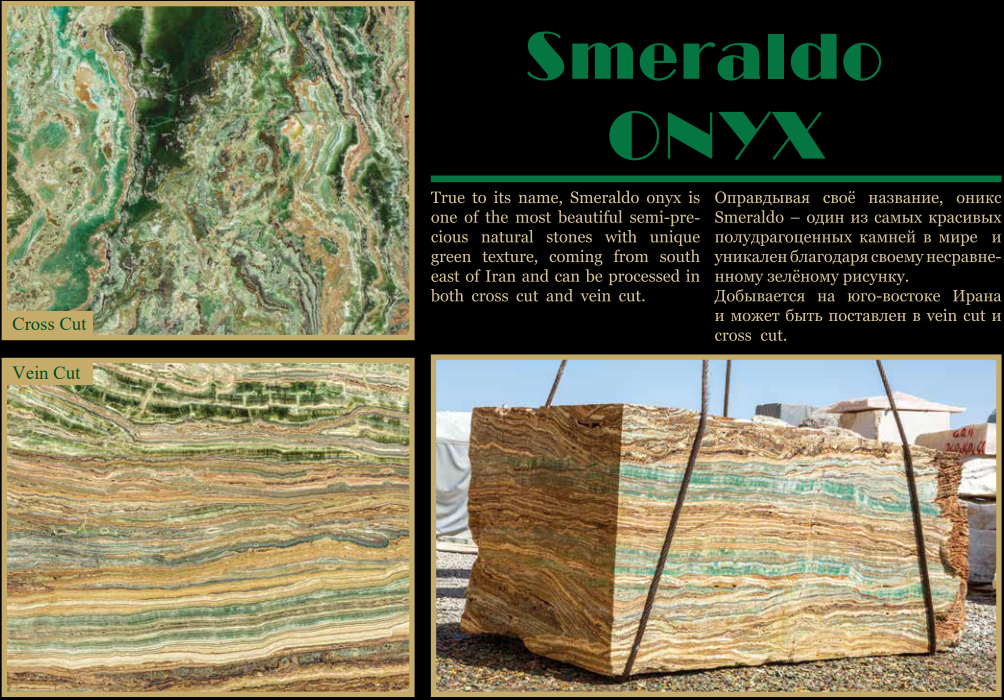 Smeraldo
ONYX
True to its name, Smeraldo onyx is
one of the most beautiful semi-pre-
cious natural stones with unique
green texture, coming from south
east of Iran and can be processed in
both cross cut and vein cut.
Оправдывая своё название, оникс
Smeraldo – один из самых красивых
полудрагоценных камней в мире и
уникален благодаря своему несравне-
нному зелёному рисунку.
Добывается на юго-востоке Ирана
и может быть поставлен в vein cut и
cross cut.
Cross Cut
Vein Cut